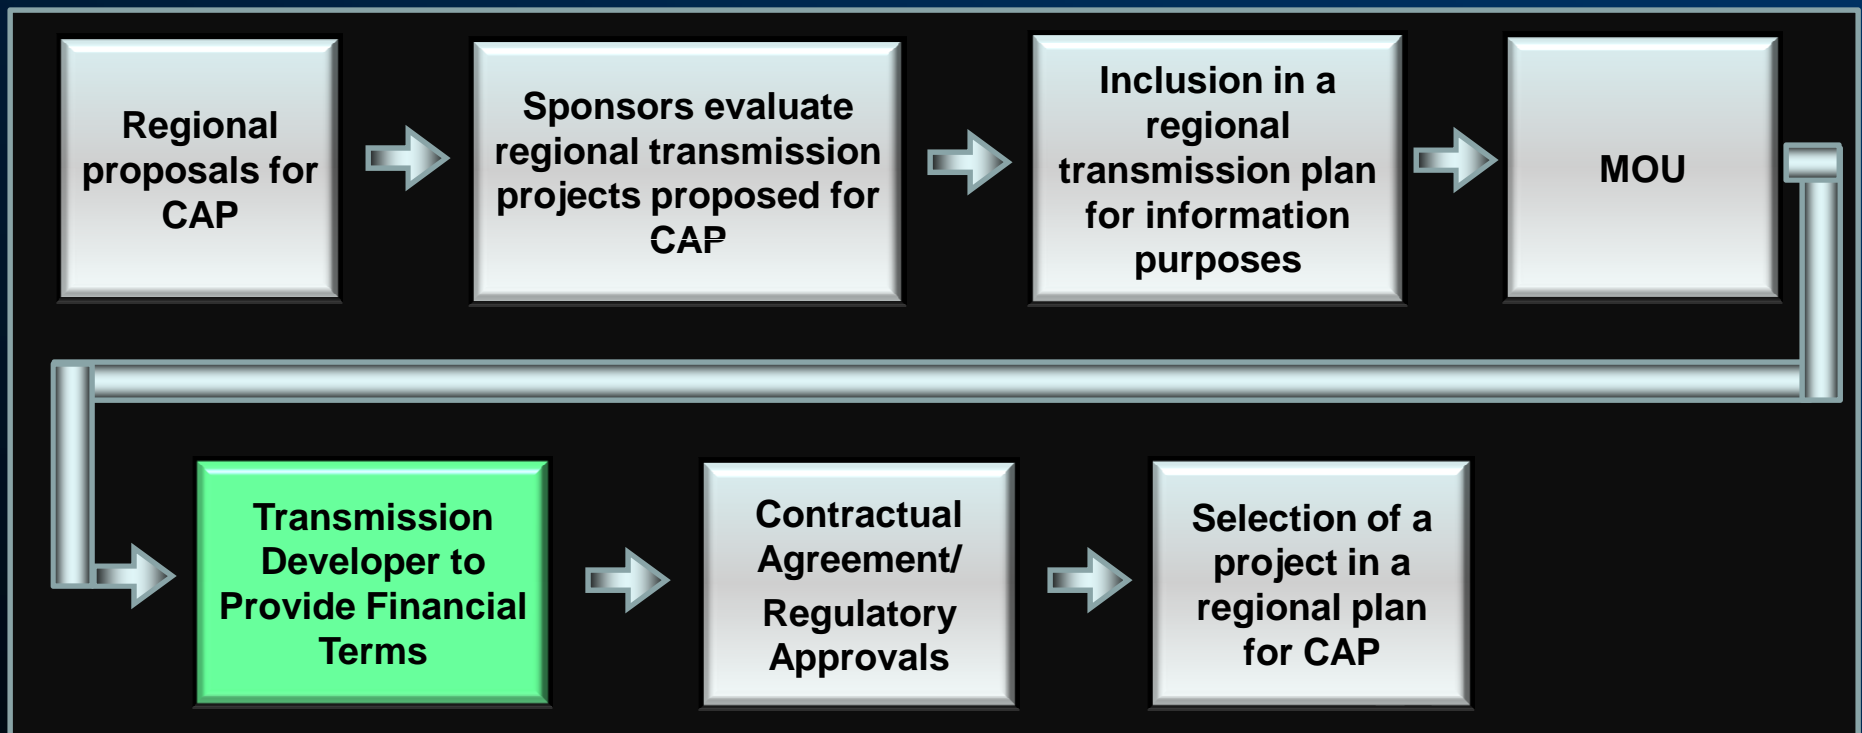 Regional
proposals for
CAP
Sponsors evaluate
regional transmission
projects proposed for
CAP
Inclusion in a
regional
transmission plan
for information
purposes
MOU
Transmission
Developer to
Provide Financial
Terms
Contractual
Agreement/
Regulatory
Approvals
Selection of a
project in a
regional plan
for CAP